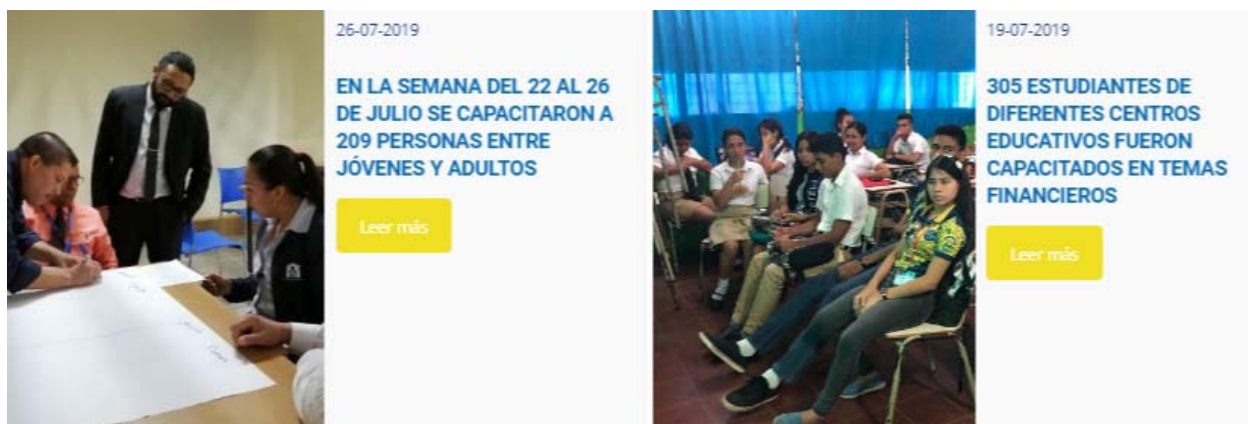 26-07-2019
EN LA SEMANA DEL 22 AL 26
DE JULIO SE CAPACITARON A
209 PERSONAS ENTRE
JÓVENES Y ADULTOS
Leer más
19-07-2019
305 ESTUDIANTES DE
DIFERENTES CENTROS
EDUCATIVOS FUERON
CAPACITADOS EN TEMAS
FINANCIEROS
Leer más